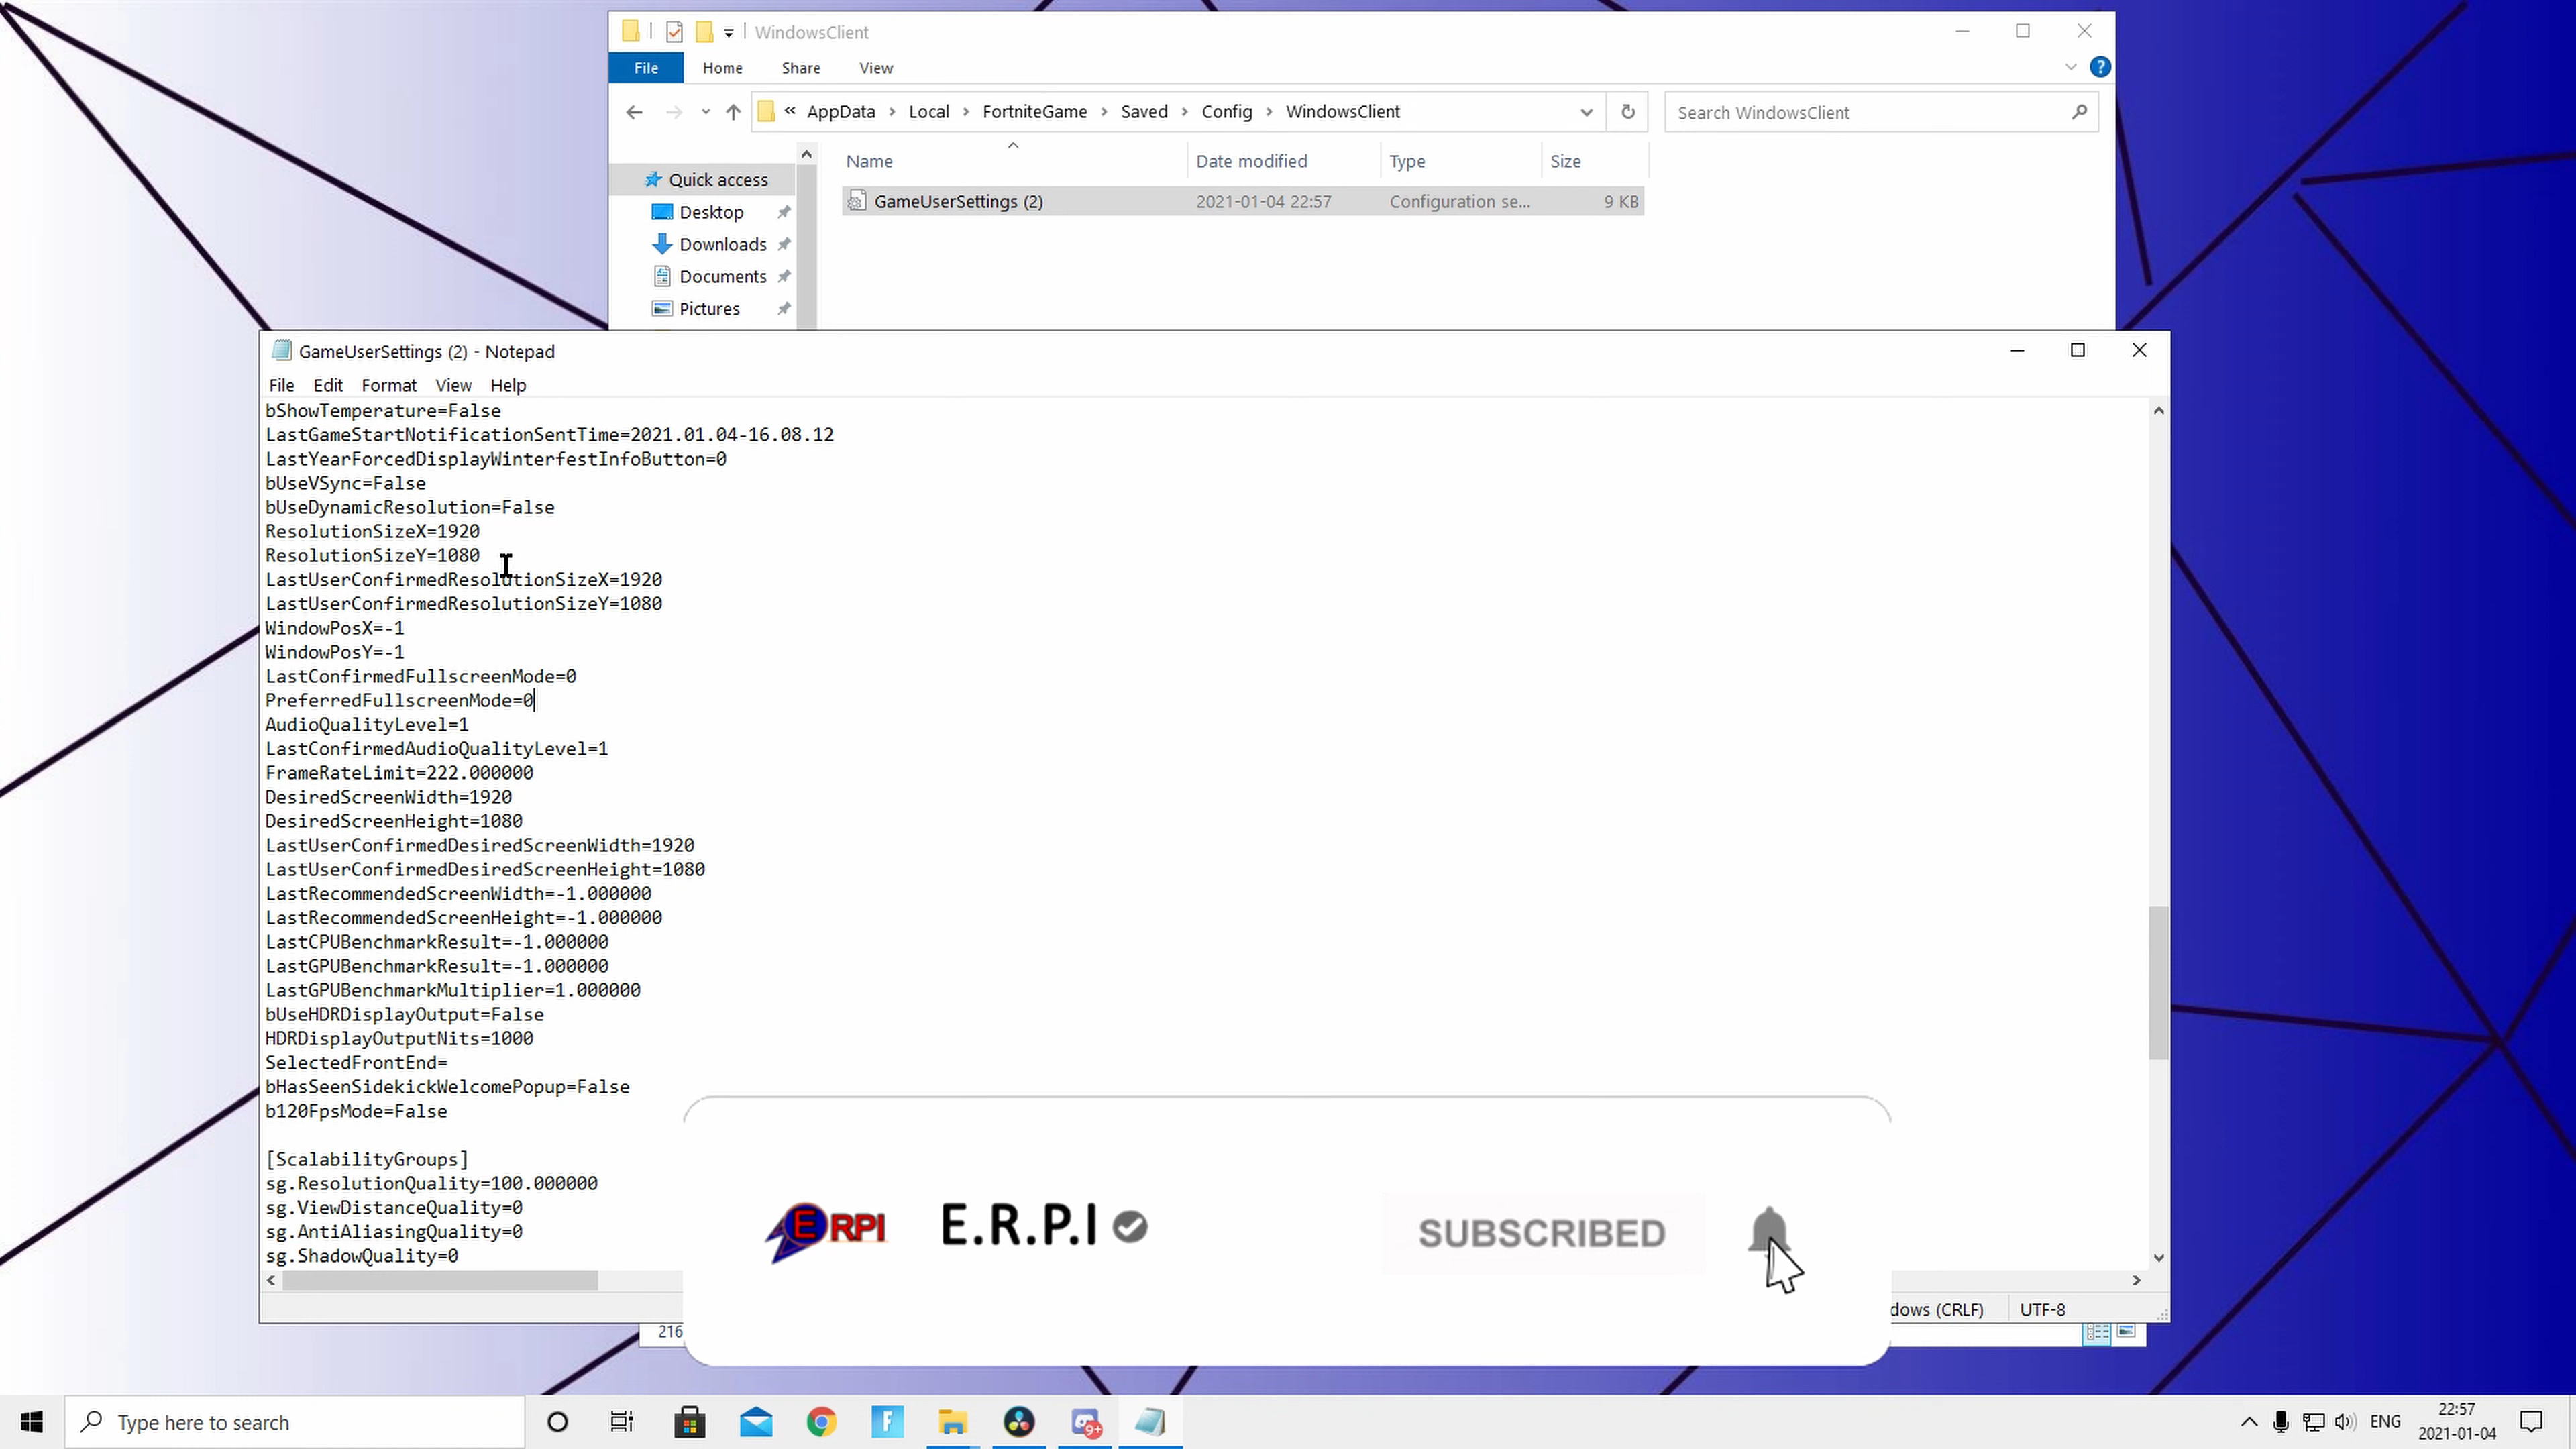 WindowsClient
File Home Share View
« AppData › Local › FortniteGame › Saved › Config › WindowsClient
Search WindowsClient
Name Date modified Type Size
Quick access
GameUserSettings (2) 2021-01-04 22:57 Configuration se... 9 KB
Desktop
Downloads
Documents
Pictures
GameUserSettings (2) - Notepad
File Edit Format View Help
bShowTemperature=False
LastGameStartNotificationSentTime=2021.01.04-16.08.12
LastYearForcedDisplayWinterfestInfoButton=0
bUseVSync=False
bUseDynamicResolution=False
ResolutionSizeX=1920
ResolutionSizeY=1080
LastUserConfirmedResolutionSizeX=1920
LastUserConfirmedResolutionSizeY=1080
WindowPosX=-1
WindowPosY=-1
LastConfirmedFullscreenMode=0
PreferredFullscreenMode=0
AudioQualityLevel=1
LastConfirmedAudioQualityLevel=1
FrameRateLimit=222.000000
DesiredScreenWidth=1920
DesiredScreenHeight=1080
LastUserConfirmedDesiredScreenWidth=1920
LastUserConfirmedDesiredScreenHeight=1080
LastRecommendedScreenWidth=-1.000000
LastRecommendedScreenHeight=-1.000000
LastCPUBenchmarkResult=-1.000000
LastGPUBenchmarkResult=-1.000000
LastGPUBenchmarkMultiplier=1.000000
bUseHDRDisplayOutput=False
HDRDisplayOutputNits=1000
SelectedFrontEnd=
bHasSeenSidekickWelcomePopup=False
b120FpsMode=False
[ScalabilityGroups]
sg.ResolutionQuality=100.000000
sg.ViewDistanceQuality=0
sg.AntiAliasingQuality=0
sg.ShadowQuality=0
ERPI E.R.P.I SUBSCRIBED
dows (CRLF) UTF-8
216
Type here to search
F
9+
ENG
22:57
2021-01-04